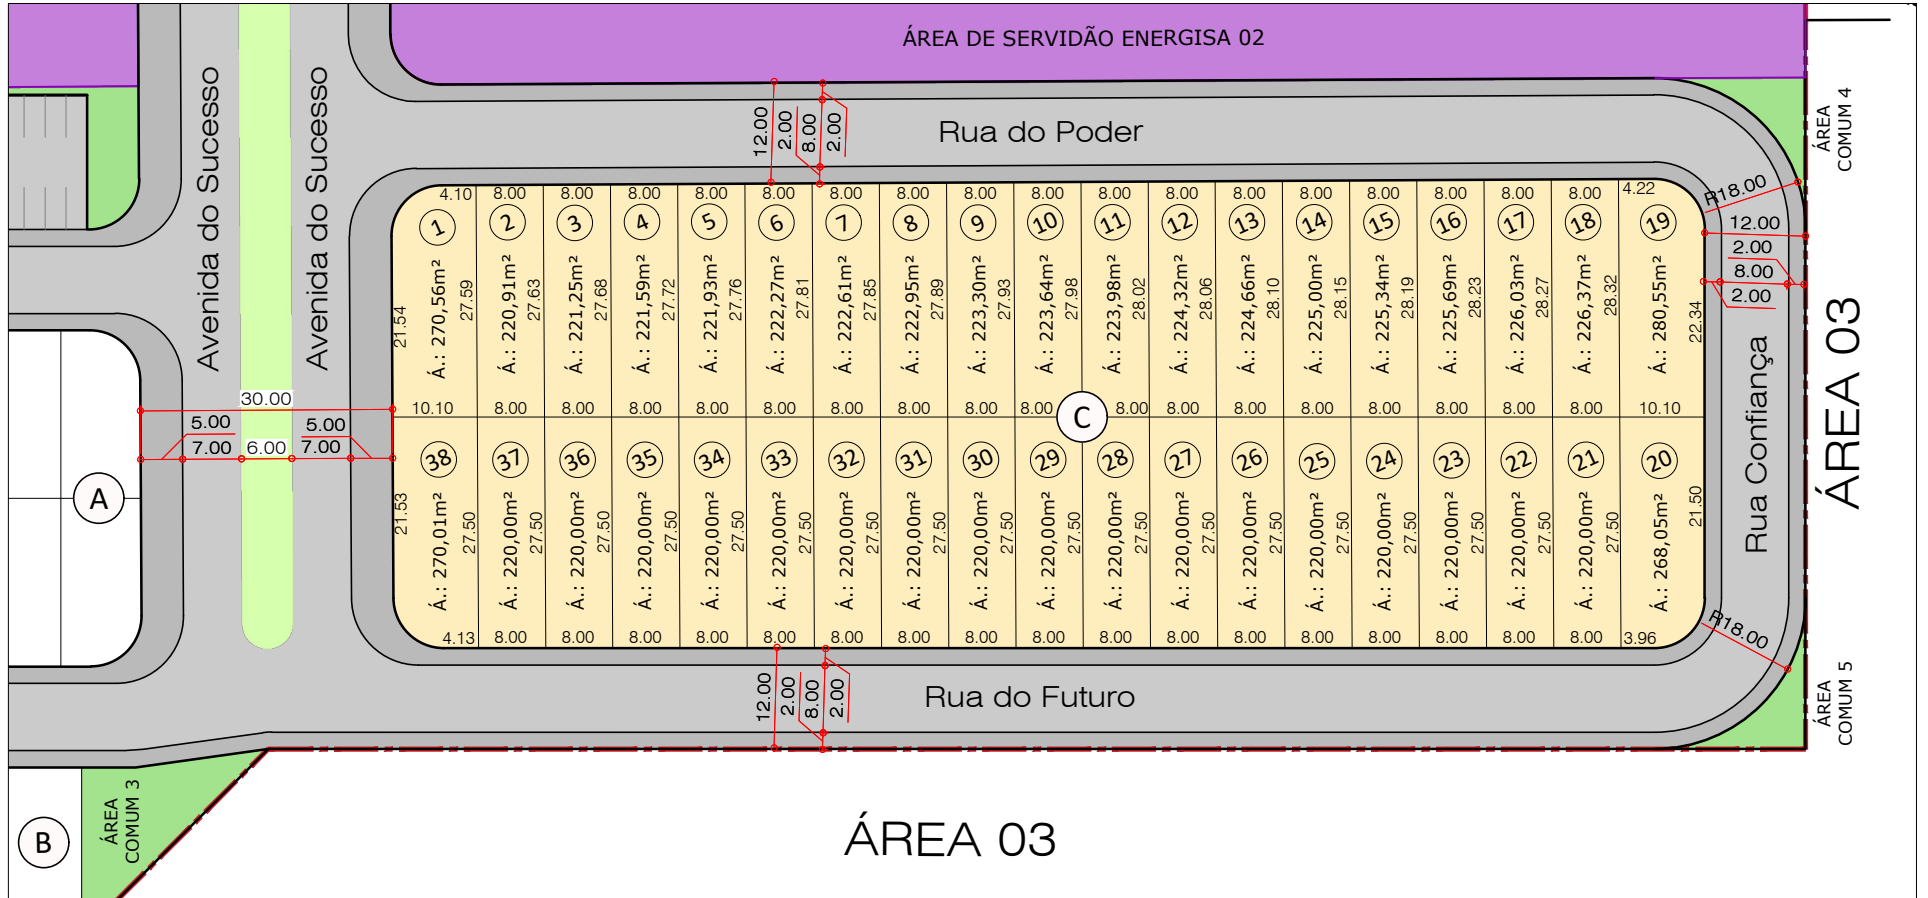 ÁREA DE SERVIDÃO ENERGISA 02
Avenida do Sucesso
Avenida do Sucesso
Rua do Poder
12.00
2.00
8.00
2.00
ÁREA
COMUM 4
R18.00
12.00
2.00
8.00
2.00
4.10 8.00 8.00 8.00 8.00 8.00 8.00 8.00 8.00 8.00 8.00 8.00 8.00 8.00 8.00 8.00 8.00 8.00 4.22
1 2 3 4 5 6 7 8 9 10 11 12 13 14 15 16 17 18 19
21.54
Á.: 270,56m²
27.59
Á.: 220,91m²
27.63
Á.: 221,25m²
27.68
Á.: 221,59m²
27.72
Á.: 221,93m²
27.76
Á.: 222,27m²
27.81
Á.: 222,61m²
27.85
Á.: 222,95m²
27.89
Á.: 223,30m²
27.93
Á.: 223,64m²
27.98
Á.: 223,98m²
28.02
Á.: 224,32m²
28.06
Á.: 224,66m²
28.10
Á.: 225,00m²
28.15
Á.: 225,34m²
28.19
Á.: 225,69m²
28.23
Á.: 226,03m²
28.27
Á.: 226,37m²
28.32
Á.: 280,55m²
22.34
10.10 8.00 8.00 8.00 8.00 8.00 8.00 8.00 8.00 8.00 C 8.00 8.00 8.00 8.00 8.00 8.00 8.00 8.00 10.10
30.00
5.00 5.00
7.00 6.00 7.00
38 37 36 35 34 33 32 31 30 29 28 27 26 25 24 23 22 21 20
21.53
Á.: 270,01m²
27.50
Á.: 220,00m²
27.50
Á.: 220,00m²
27.50
Á.: 220,00m²
27.50
Á.: 220,00m²
27.50
Á.: 220,00m²
27.50
Á.: 220,00m²
27.50
Á.: 220,00m²
27.50
Á.: 220,00m²
27.50
Á.: 220,00m²
27.50
Á.: 220,00m²
27.50
Á.: 220,00m²
27.50
Á.: 220,00m²
27.50
Á.: 220,00m²
27.50
Á.: 220,00m²
27.50
Á.: 220,00m²
27.50
Á.: 220,00m²
27.50
Á.: 220,00m²
27.50
Á.: 268,05m²
21.50
4.13 8.00 8.00 8.00 8.00 8.00 8.00 8.00 8.00 8.00 8.00 8.00 8.00 8.00 8.00 8.00 8.00 8.00 3.96
Rua Confiança
ÁREA 03
R18.00
A
12.00
2.00
8.00
2.00
Rua do Futuro
ÁREA
COMUM 5
ÁREA
COMUM 3
B
ÁREA 03